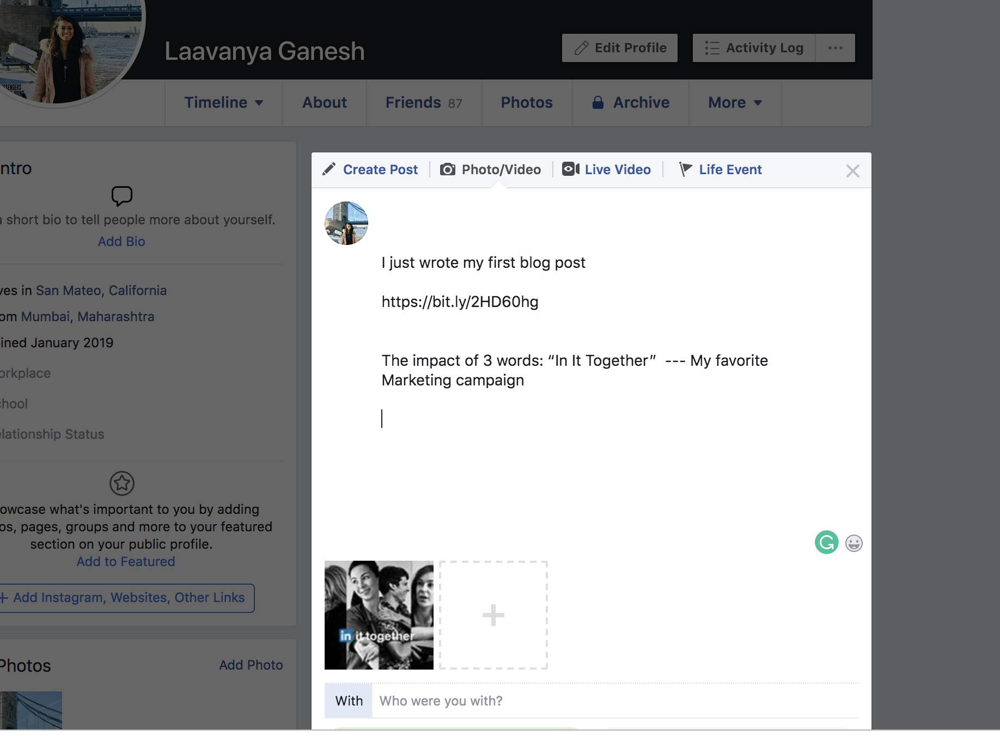 Laavanya Ganesh
Edit Profile
Activity Log
Timeline
About
Friends 87
Photos
Archive
More
ntro
a short bio to tell people more about yourself.
Add Bio
ves in San Mateo, California
om Mumbai, Maharashtra
ined January 2019
orkplace
chool
elationship Status
owcase what's important to you by adding
os, pages, groups and more to your featured
section on your public profile.
Add to Featured
+ Add Instagram, Websites, Other Links
Photos
Add Photo
Create Post
Photo/Video
Live Video
Life Event
I just wrote my first blog post
https://bit.ly/2HD60hg
The impact of 3 words: “In It Together” --- My favorite
Marketing campaign
in it together
With
Who were you with?